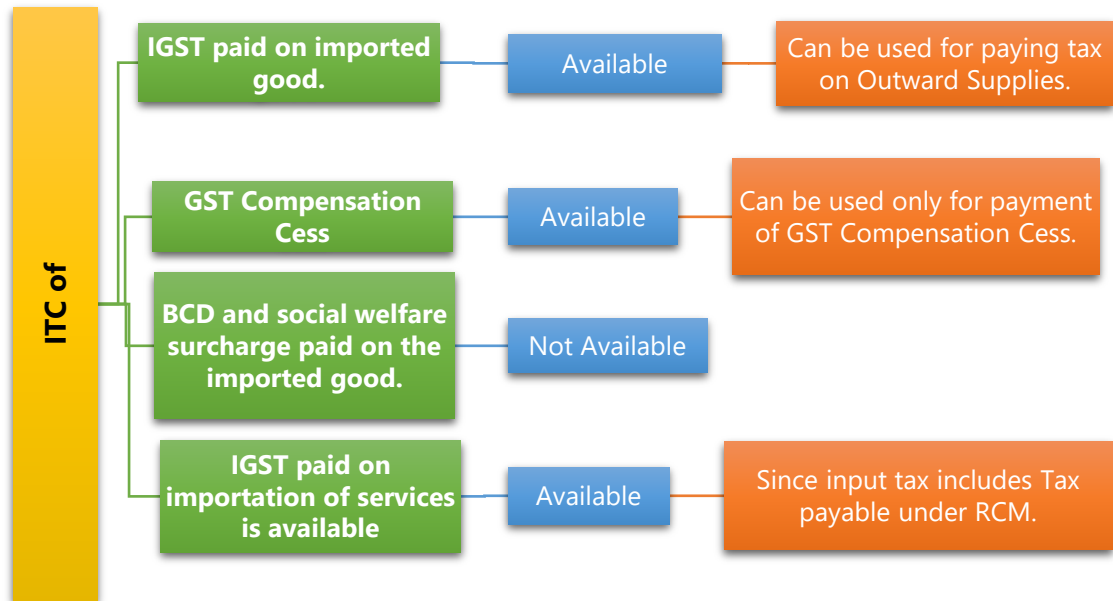 ITC of
IGST paid on imported
good.
Available
Can be used for paying tax
on Outward Supplies.
GST Compensation
Cess
Available
Can be used only for payment
of GST Compensation Cess.
BCD and social welfare
surcharge paid on the
imported good.
Not Available
IGST paid on
importation of services
is available
Available
Since input tax includes Tax
payable under RCM.